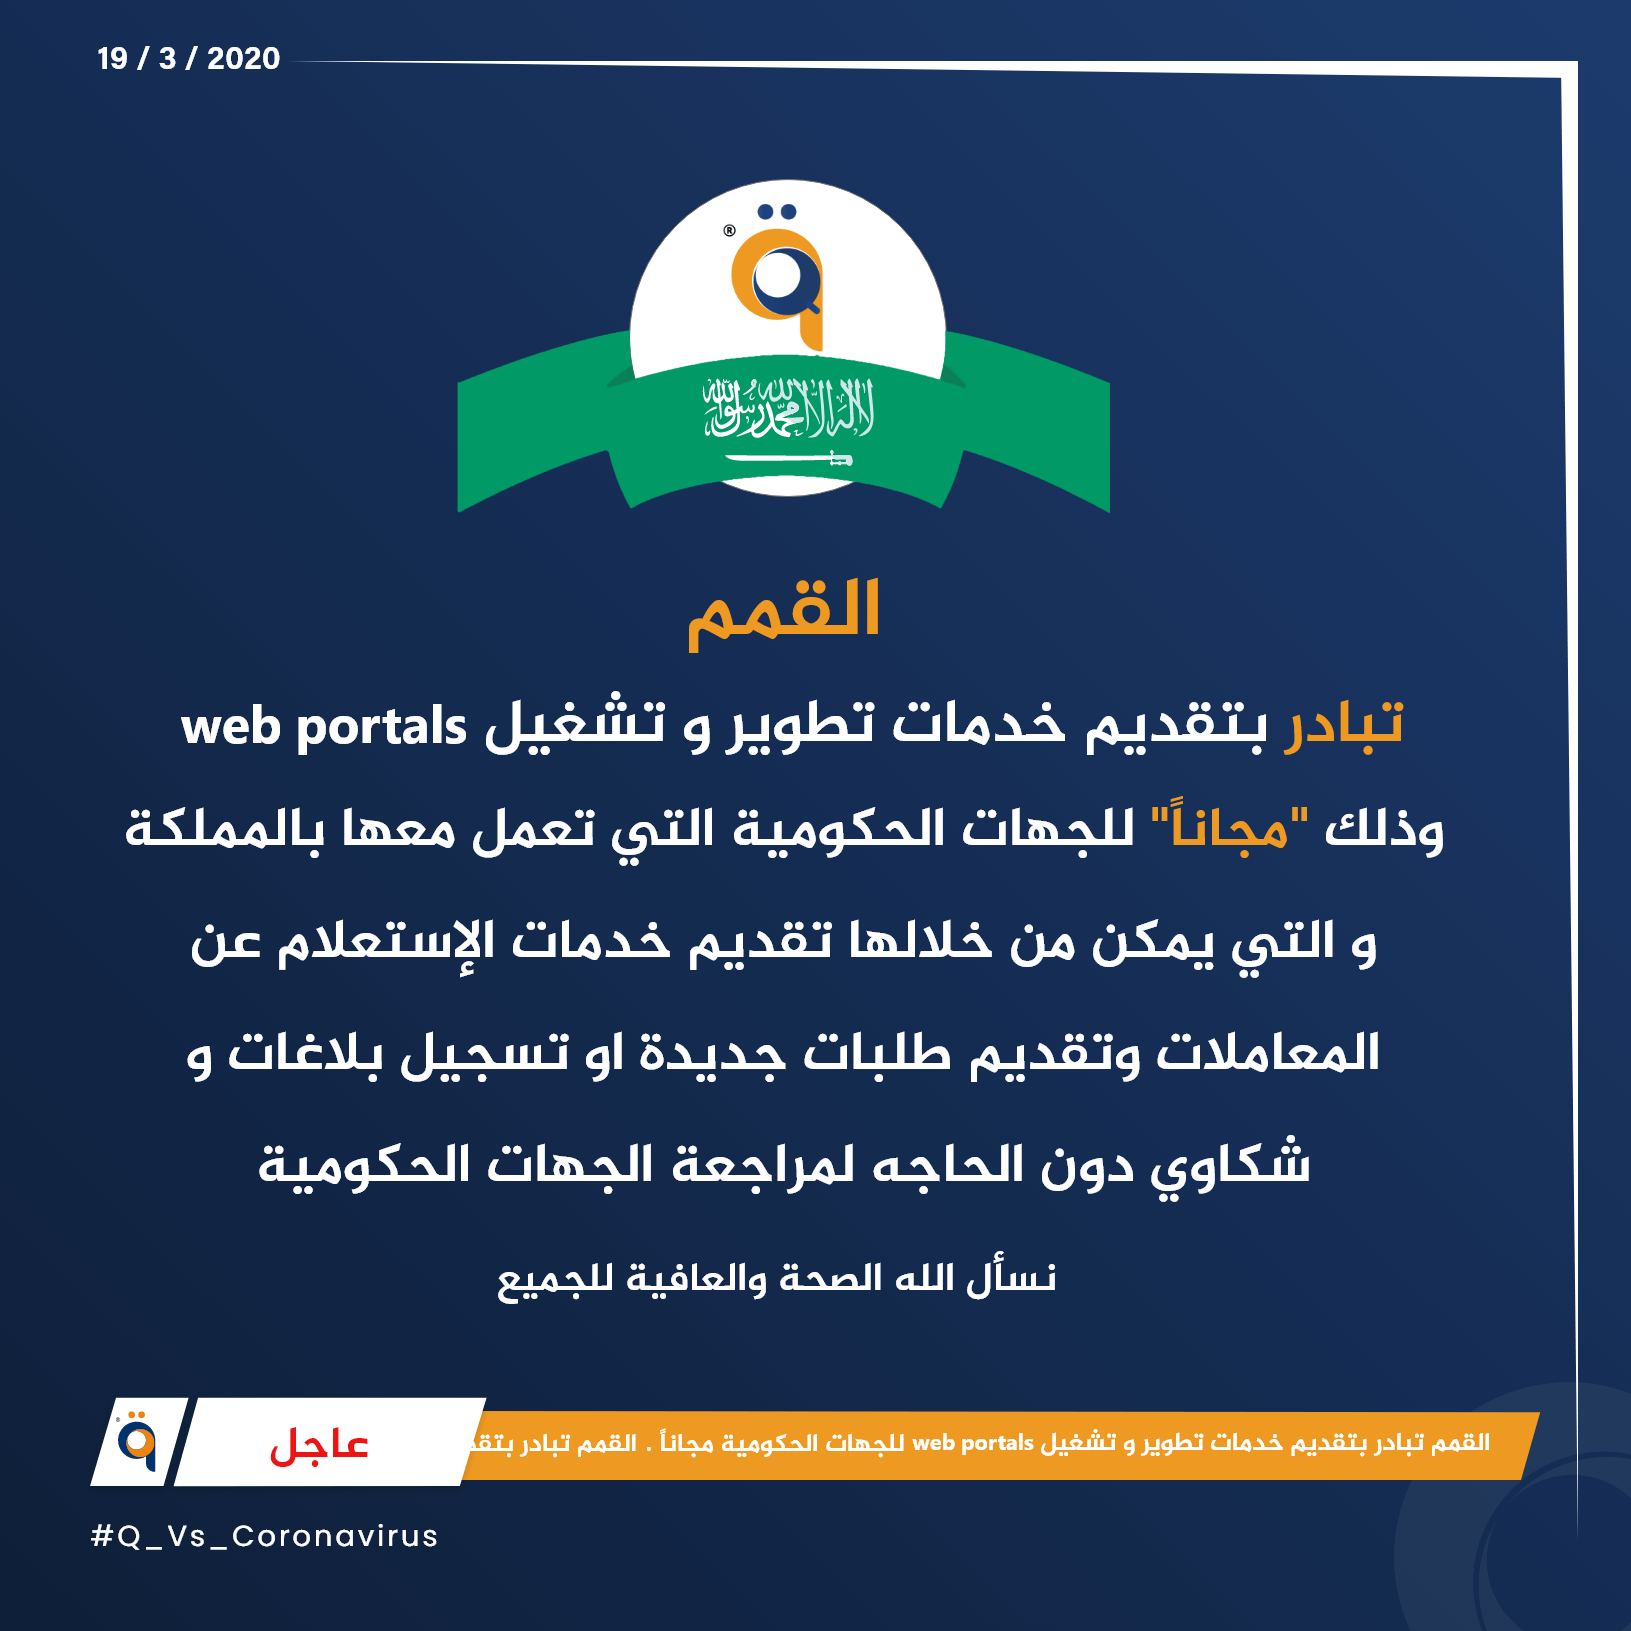 19 / 3 / 2020
®
لا إله إلا الله محمد رسول الله
القمم
تبادر بتقديم خدمات تطوير و تشغيل web portals
وذلك "مجاناً" للجهات الحكومية التي تعمل معها بالمملكة
و التي يمكن من خلالها تقديم خدمات الإستعلام عن
المعاملات وتقديم طلبات جديدة او تسجيل بلاغات و
شكاوي دون الحاجه لمراجعة الجهات الحكومية
نسأل الله الصحة والعافية للجميع
القمم تبادر بتقديم خدمات تطوير و تشغيل web portals للجهات الحكومية مجاناً . القمم تبادر بتقد
عاجل
®
#Q_Vs_Coronavirus